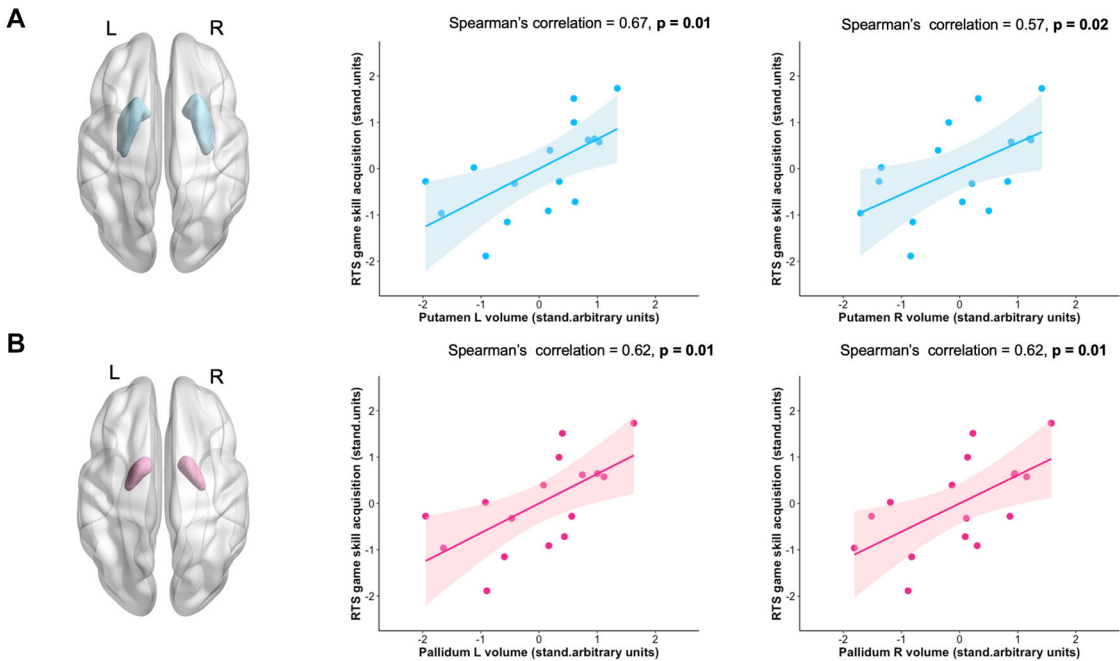 A
L
R
Spearman's correlation = 0.67, p = 0.01
RTS game skill acquisition (stand.units)
2
1
0
-1
-2
-2 -1 0 1 2
Putamen L volume (stand.arbitrary units)
Spearman's correlation = 0.57, p = 0.02
RTS game skill acquisition (stand.units)
2
1
0
-1
-2
-2 -1 0 1 2
Putamen R volume (stand.arbitrary units)
B
L
R
Spearman's correlation = 0.62, p = 0.01
RTS game skill acquisition (stand.units)
2
1
0
-1
-2
-2 -1 0 1 2
Pallidum L volume (stand.arbitrary units)
Spearman's correlation = 0.62, p = 0.01
RTS game skill acquisition (stand.units)
2
1
0
-1
-2
-2 -1 0 1 2
Pallidum R volume (stand.arbitrary units)